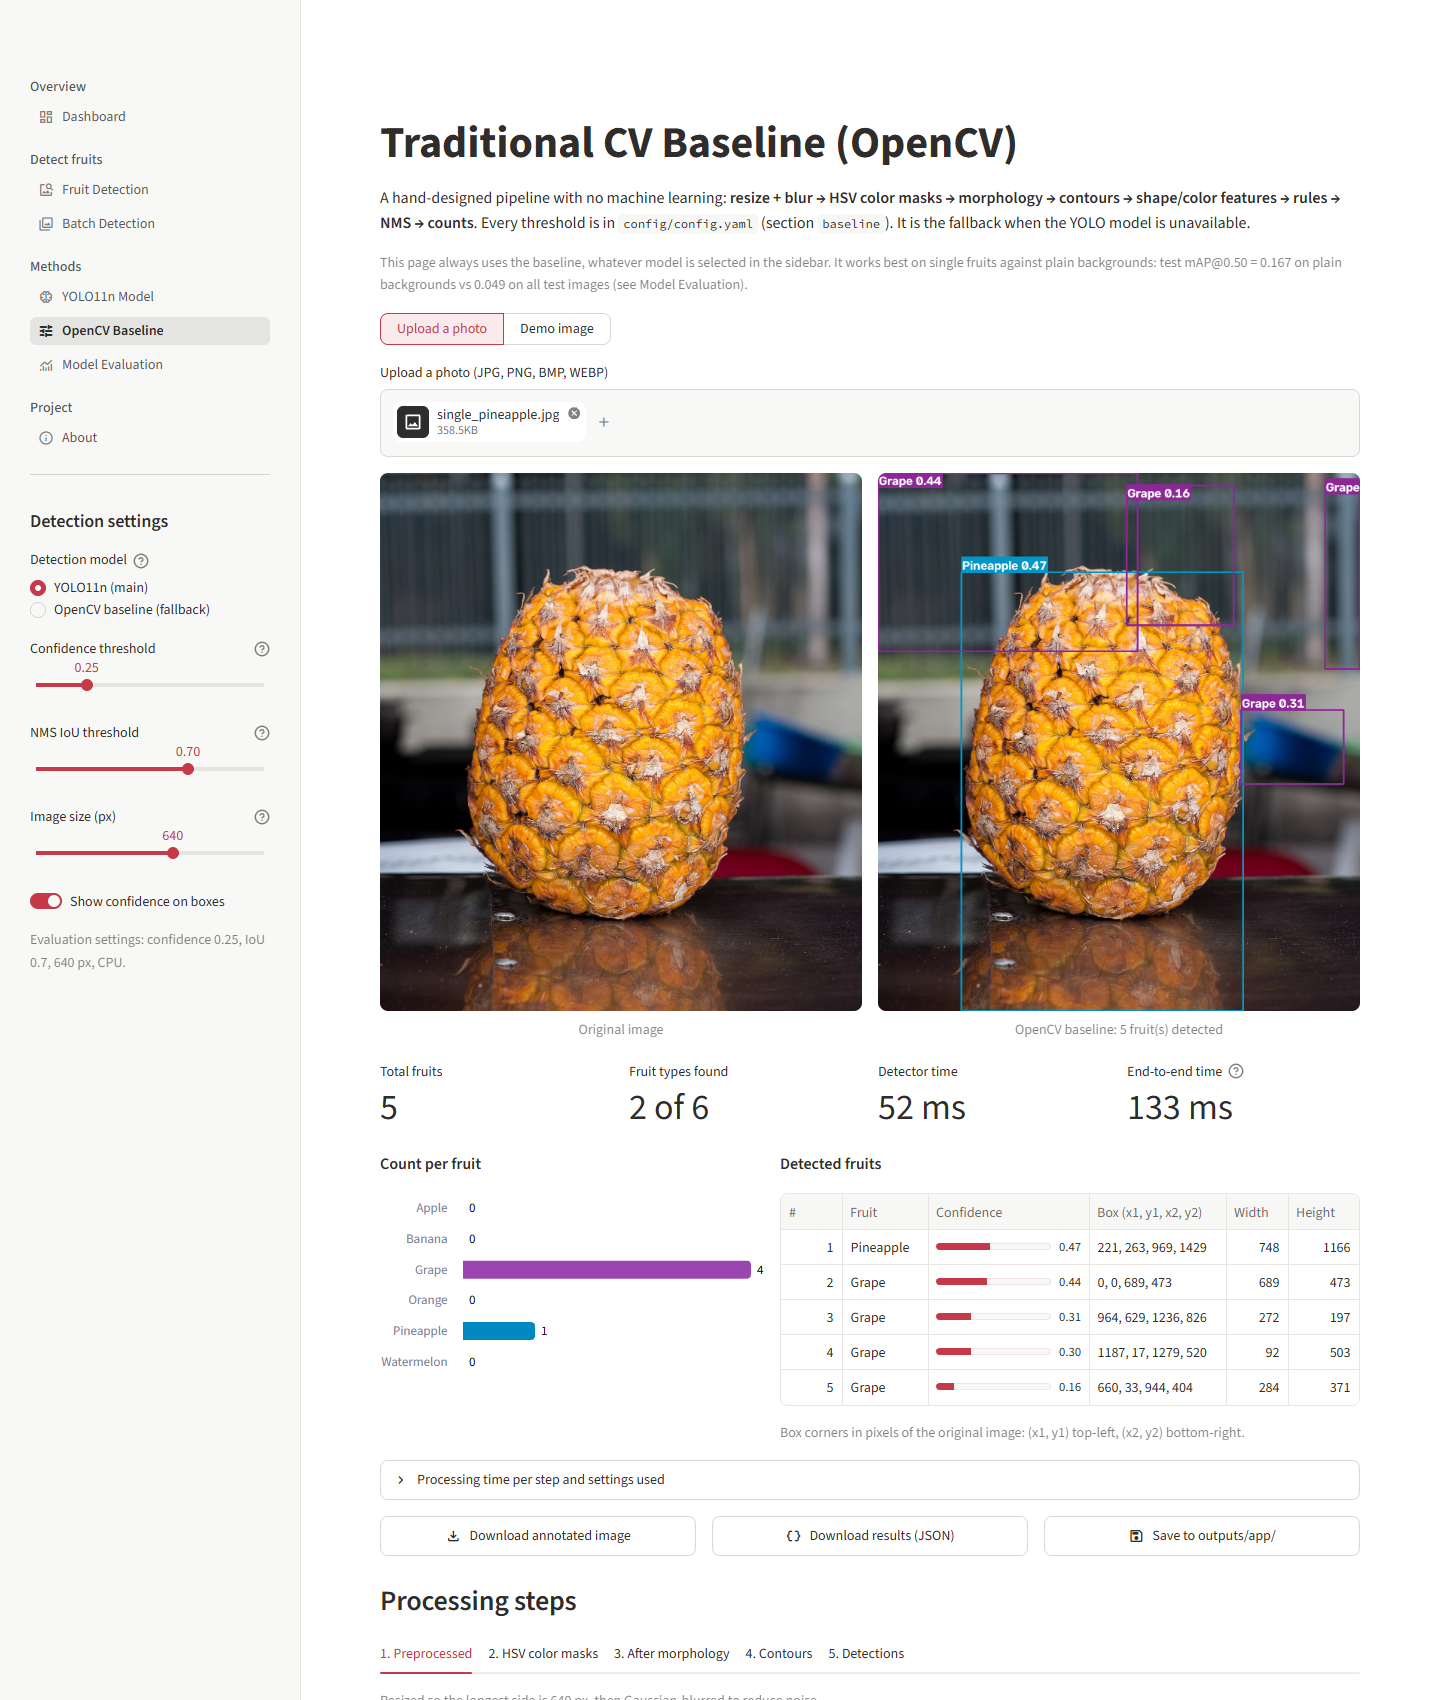 Overview
Dashboard
Detect fruits
Fruit Detection
Batch Detection
Methods
YOLO11n Model
OpenCV Baseline
Model Evaluation
Project
About
Detection settings
Detection model
YOLO11n (main)
OpenCV baseline (fallback)
Confidence threshold
0.25
NMS IoU threshold
0.70
Image size (px)
640
Show confidence on boxes
Evaluation settings: confidence 0.25, IoU
0.7, 640 px, CPU.
Traditional CV Baseline (OpenCV)
A hand-designed pipeline with no machine learning: resize + blur → HSV color masks → morphology → contours → shape/color features → rules →
NMS → counts. Every threshold is in config/config.yaml (section baseline ). It is the fallback when the YOLO model is unavailable.
This page always uses the baseline, whatever model is selected in the sidebar. It works best on single fruits against plain backgrounds: test mAP@0.50 = 0.167 on plain
backgrounds vs 0.049 on all test images (see Model Evaluation).
Upload a photo Demo image
Upload a photo (JPG, PNG, BMP, WEBP)
single_pineapple.jpg
358.5KB
Grape 0.44
Grape 0.16
Grape
Pineapple 0.47
Grape 0.31
Original image
OpenCV baseline: 5 fruit(s) detected
Total fruits Fruit types found Detector time End-to-end time
5 2 of 6 52 ms 133 ms
Count per fruit
Apple 0
Banana 0
Grape 4
Orange 0
Pineapple 1
Watermelon 0
Detected fruits
# Fruit Confidence Box (x1, y1, x2, y2) Width Height
1 Pineapple 0.47 221, 263, 969, 1429 748 1166
2 Grape 0.44 0, 0, 689, 473 689 473
3 Grape 0.31 964, 629, 1236, 826 272 197
4 Grape 0.30 1187, 17, 1279, 520 92 503
5 Grape 0.16 660, 33, 944, 404 284 371
Box corners in pixels of the original image: (x1, y1) top-left, (x2, y2) bottom-right.
Processing time per step and settings used
Download annotated image Download results (JSON) Save to outputs/app/
Processing steps
1. Preprocessed 2. HSV color masks 3. After morphology 4. Contours 5. Detections
Resized so the longest side is 640 px, then Gaussian-blurred to reduce noise.